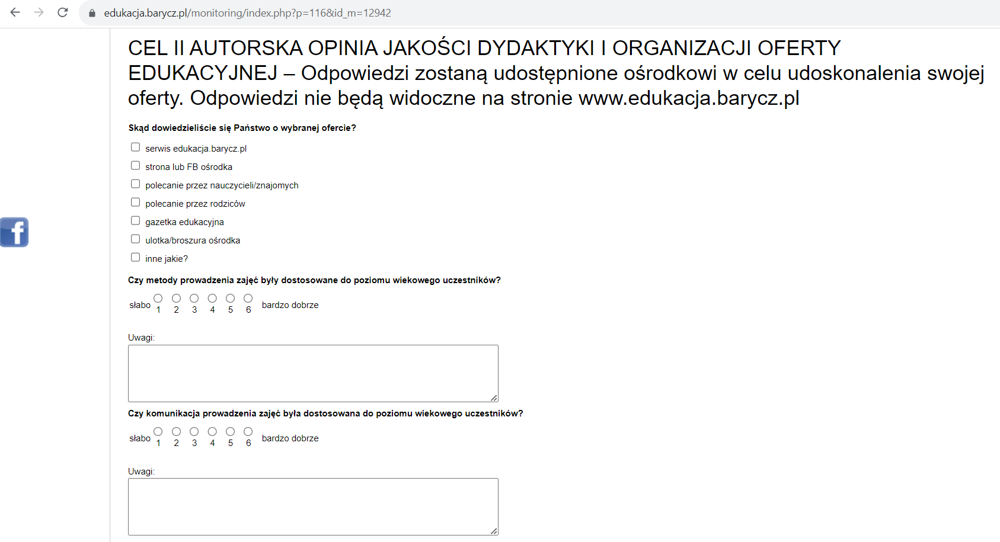 edukacja.barycz.pl/monitoring/index.php?p=116&id_m=12942
CEL II AUTORSKA OPINIA JAKOŚCI DYDAKTYKI I ORGANIZACJI OFERTY
EDUKACYJNEJ – Odpowiedzi zostaną udostępnione ośrodkowi w celu udoskonalenia swojej
oferty. Odpowiedzi nie będą widoczne na stronie www.edukacja.barycz.pl
Skąd dowiedzieliście się Państwo o wybranej ofercie?
serwis edukacja.barycz.pl
strona lub FB ośrodka
polecanie przez nauczycieli/znajomych
polecanie przez rodziców
gazetka edukacyjna
ulotka/broszura ośrodka
inne jakie?
Czy metody prowadzenia zajęć były dostosowane do poziomu wiekowego uczestników?
słabo 1 2 3 4 5 6 bardzo dobrze
Uwagi:
Czy komunikacja prowadzenia zajęć była dostosowana do poziomu wiekowego uczestników?
słabo 1 2 3 4 5 6 bardzo dobrze
Uwagi:
f